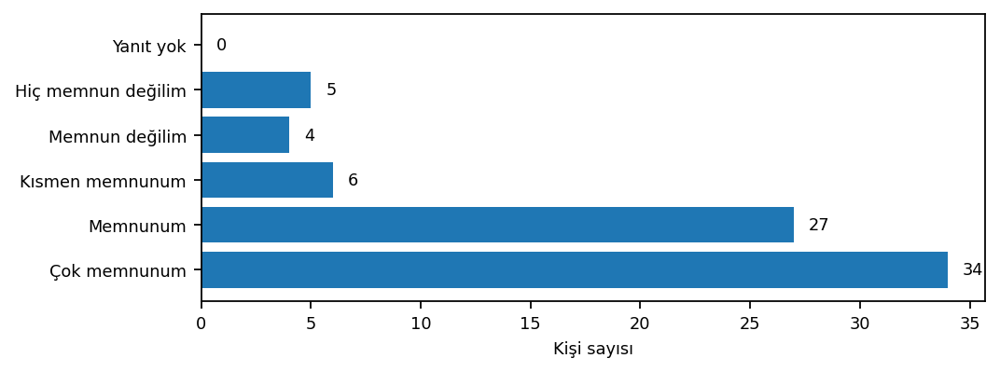 Yanıt yok 0
Hiç memnun değilim 5
Memnun değilim 4
Kısmen memnunum 6
Memnunum 27
Çok memnunum 34
0 5 10 15 20 25 30 35
Kişi sayısı